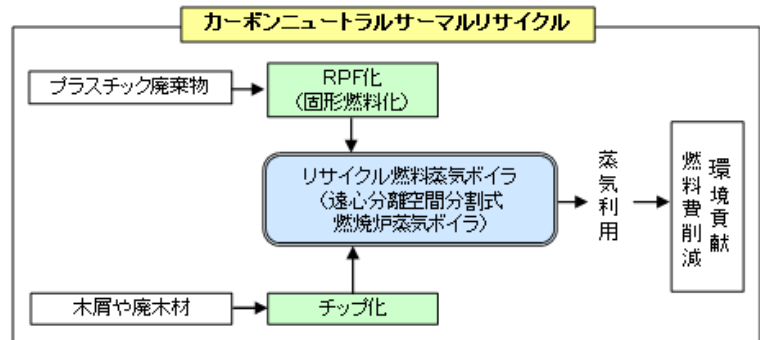 カーボンニュートラルサーマルリサイクル
プラスチック廃棄物
RPF化
(固形燃料化)
リサイクル燃料蒸気ボイラ
(遠心分離空間分割式
燃焼炉蒸気ボイラ)
木屑や廃木材
チップ化
蒸気利用
環境貢献
燃料費削減